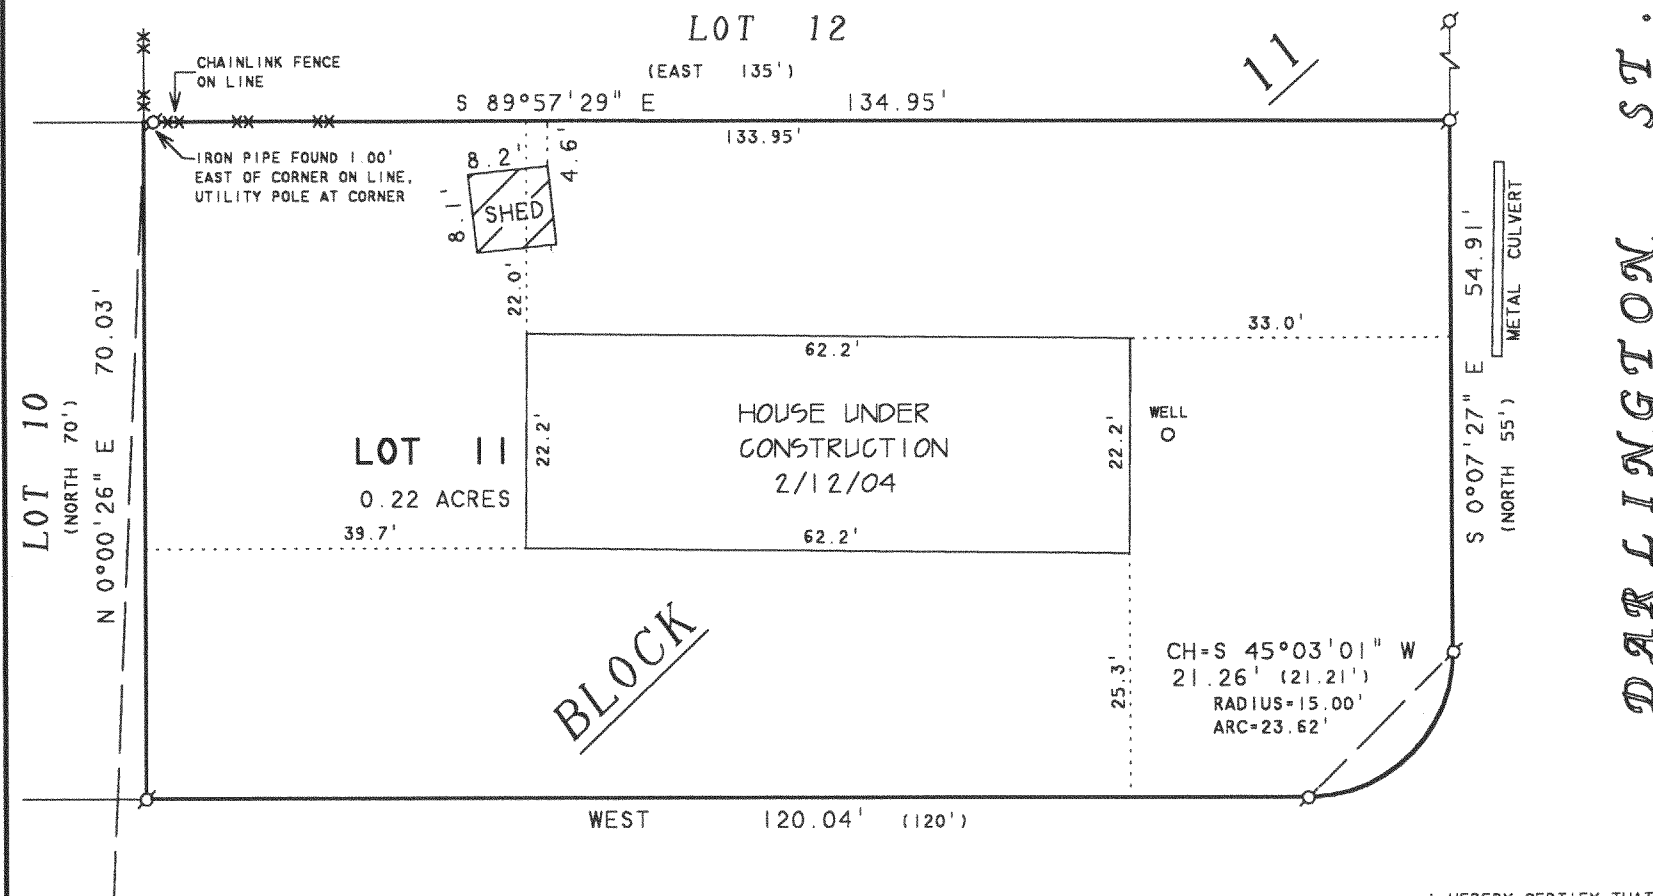 LOT 12
(EAST 135')
S 89°57'29" E 134.95'
133.95'
11
CHAINLINK FENCE
ON LINE
IRON PIPE FOUND 1.00'
EAST OF CORNER ON LINE,
UTILITY POLE AT CORNER
8.2'
4.6'
8.1'
SHED
22.0'
LOT 10
(NORTH 70')
N 0°00'26" E 70.03'
62.2'
33.0'
HOUSE UNDER
CONSTRUCTION
2/12/04
22.2'
22.2'
WELL
LOT 11
0.22 ACRES
39.7'
62.2'
BLOCK
25.3'
CH=S 45°03'01" W
21.26' (21.21')
RADIUS=15.00'
ARC=23.62'
WEST 120.04' (120')
S 0°07'27" E 54.91'
(NORTH 55')
METAL CULVERT
DARLINGTON ST.